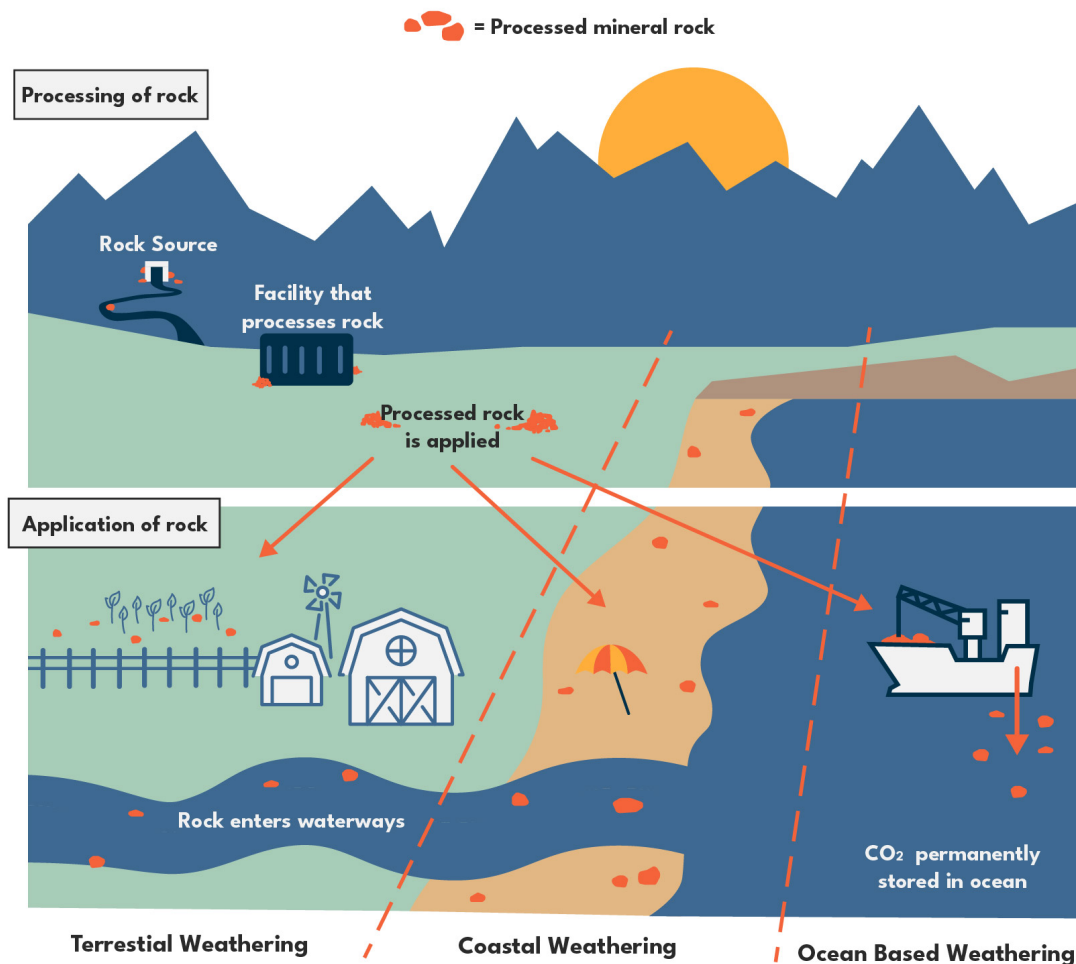 = Processed mineral rock
Processing of rock
Rock Source
Facility that
processes rock
Processed rock
is applied
Application of rock
Rock enters waterways
CO₂ permanently
stored in ocean
Terrestial Weathering
Coastal Weathering
Ocean Based Weathering